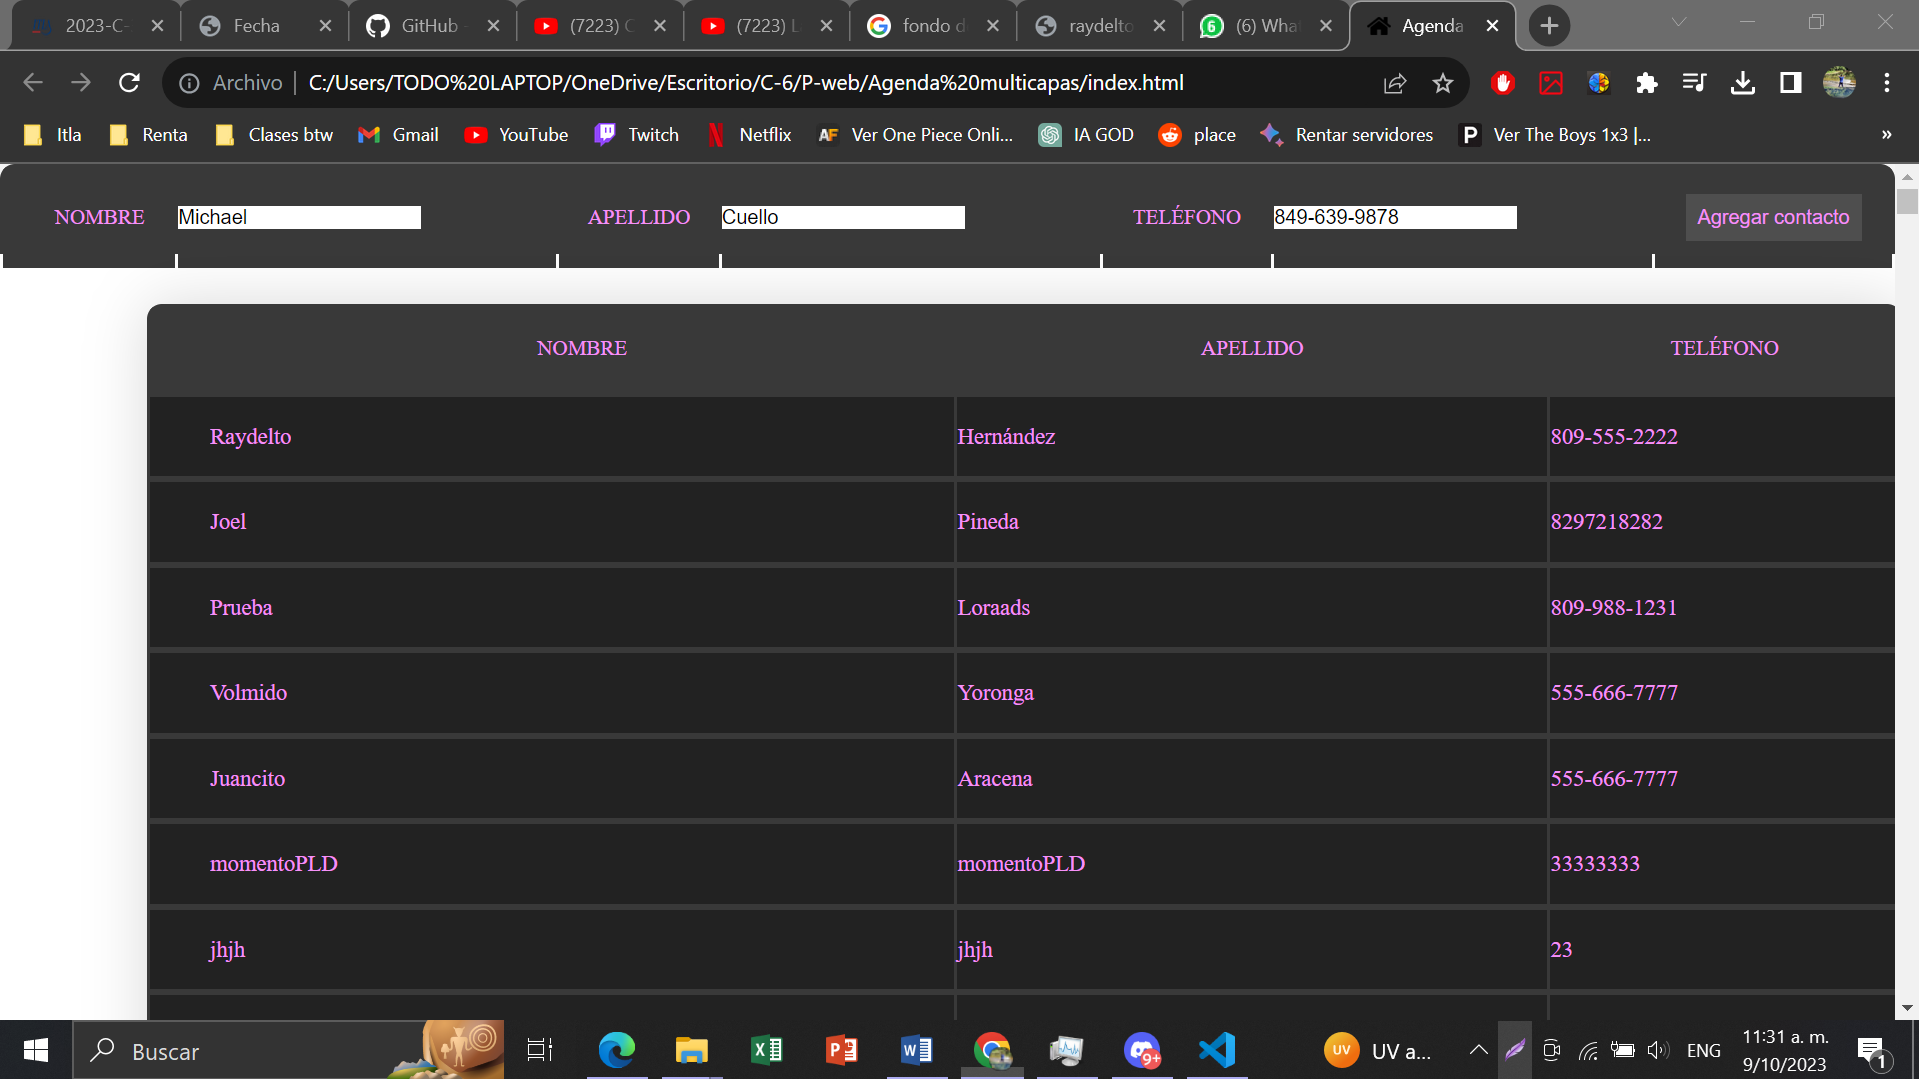 2023-C- Fecha GitHub (7223) C (7223) L fondo d raydelto (6) Wha Agenda
Archivo C:/Users/TODO%20LAPTOP/OneDrive/Escritorio/C-6/P-web/Agenda%20multicapas/index.html
Itla Renta Clases btw Gmail YouTube Twitch Netflix AF Ver One Piece Onli... IA GOD place Rentar servidores P Ver The Boys 1x3 |... »
NOMBRE Michael APELLIDO Cuello TELÉFONO 849-639-9878 Agregar contacto
NOMBRE APELLIDO TELÉFONO
Raydelto Hernández 809-555-2222
Joel Pineda 8297218282
Prueba Loraads 809-988-1231
Volmido Yoronga 555-666-7777
Juancito Aracena 555-666-7777
momentoPLD momentoPLD 33333333
jhjh jhjh 23
Buscar 9+ UV UV a... ENG 11:31 a. m.
9/10/2023 1